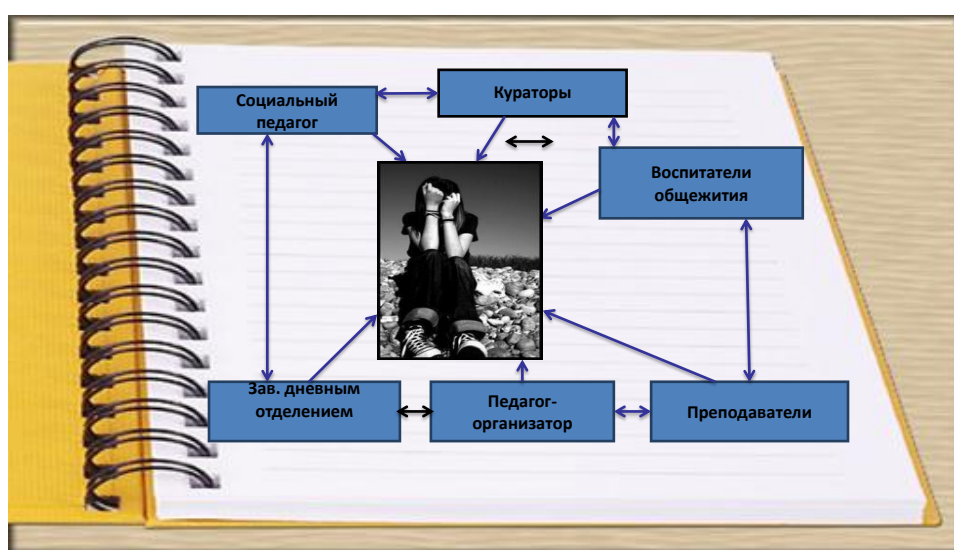 Социальный
педагог
Кураторы
Воспитатели
общежития
Зав. дневным
отделением
Педагог-
организатор
Преподаватели